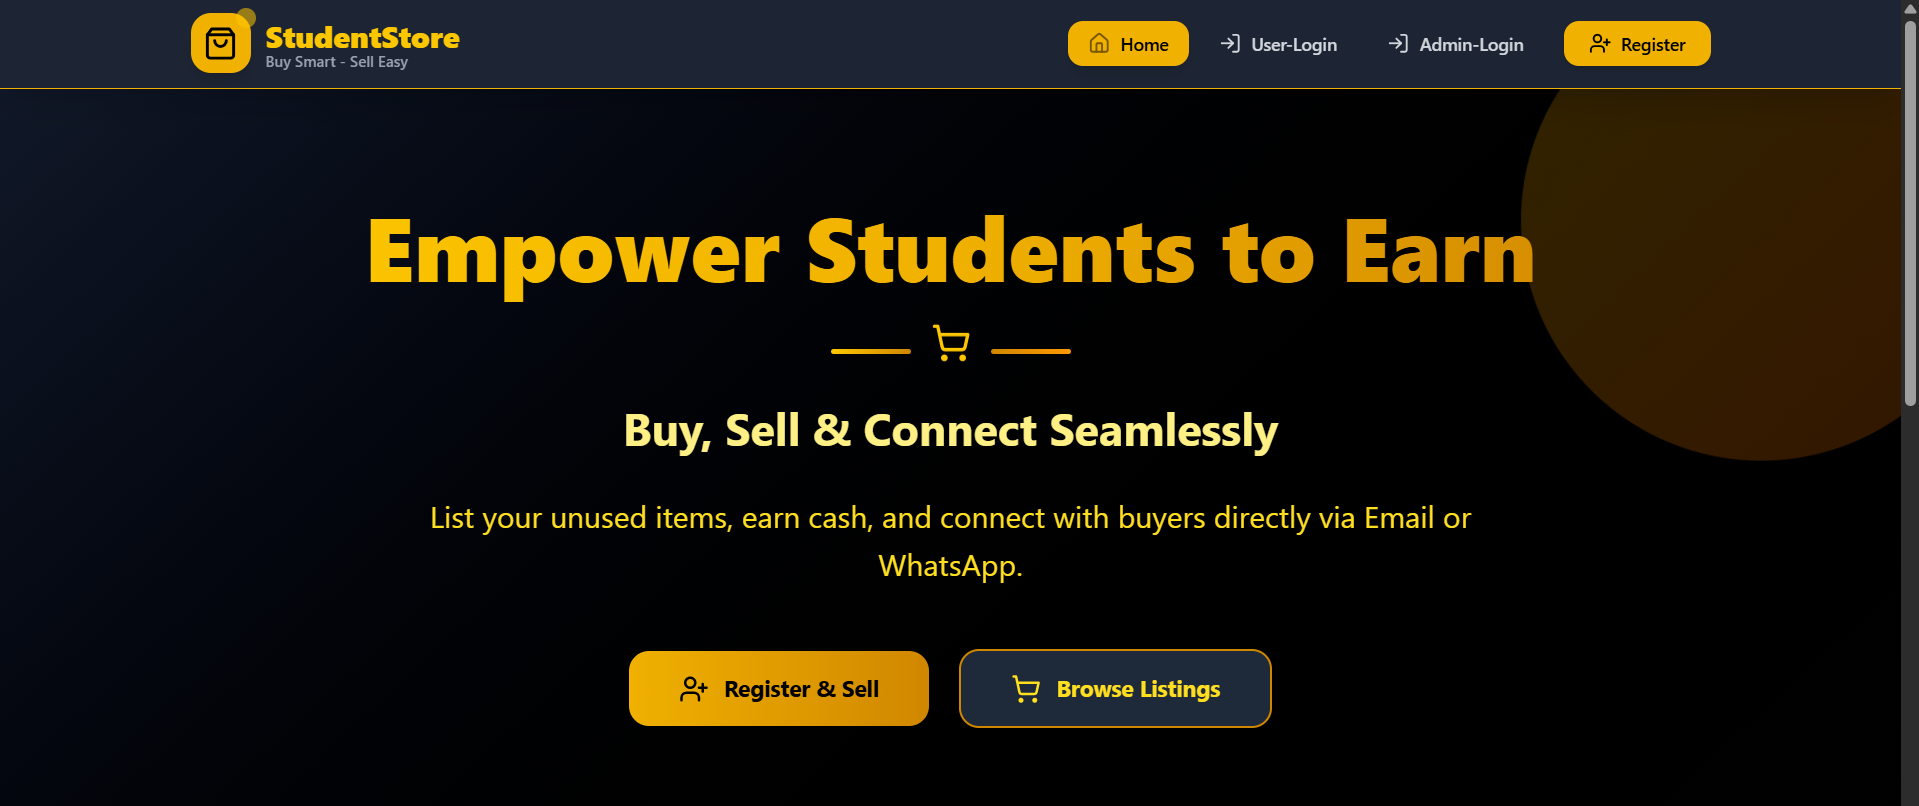 StudentStore
Buy Smart - Sell Easy
Home
User-Login
Admin-Login
Register
Empower Students to Earn
Buy, Sell & Connect Seamlessly
List your unused items, earn cash, and connect with buyers directly via Email or
WhatsApp.
Register & Sell
Browse Listings